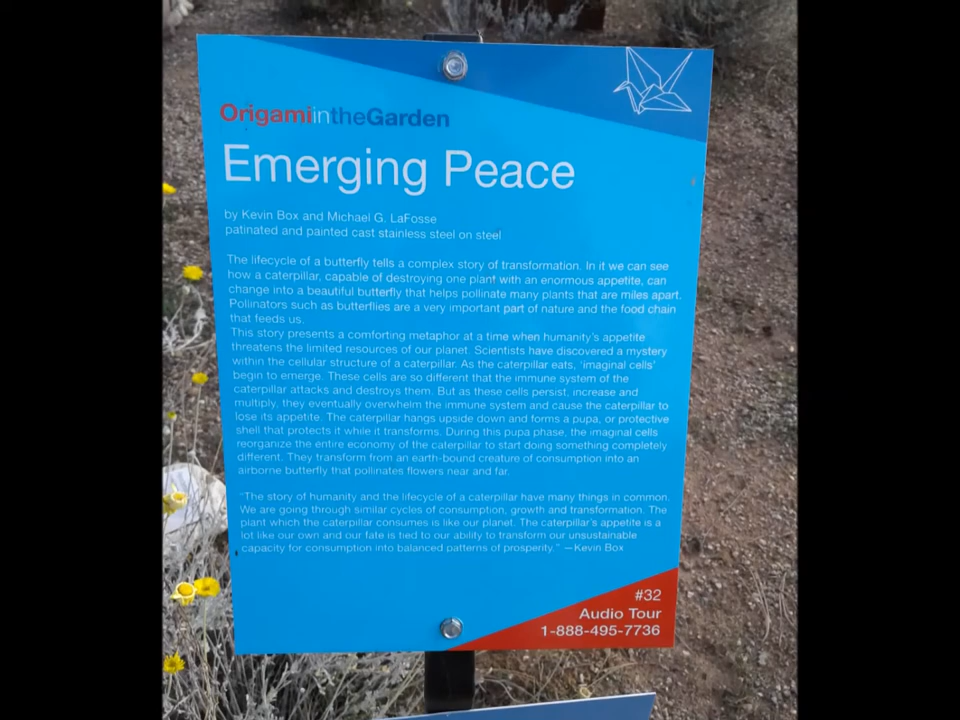 OrigamiintheGarden
Emerging Peace
by Kevin Box and Michael G. LaFosse
patinated and painted cast stainless steel on steel
The lifecycle of a butterfly tells a complex story of transformation. In it we can see
how a caterpillar, capable of destroying one plant with an enormous appetite, can
change into a beautiful butterfly that helps pollinate many plants that are miles apart.
Pollinators such as butterflies are a very important part of nature and the food chain
that feeds us.
This story presents a comforting metaphor at a time when humanity's appetite
threatens the limited resources of our planet. Scientists have discovered a mystery
within the cellular structure of a caterpillar. As the caterpillar eats, 'imaginal cells'
begin to emerge. These cells are so different that the immune system of the
caterpillar attacks and destroys them. But as these cells persist, increase and
multiply, they eventually overwhelm the immune system and cause the caterpillar to
lose its appetite. The caterpillar hangs upside down and forms a pupa, or protective
shell that protects it while it transforms. During this pupa phase, the imaginal cells
reorganize the entire economy of the caterpillar to start doing something completely
different. They transform from an earth-bound creature of consumption into an
airborne butterfly that pollinates flowers near and far.
"The story of humanity and the lifecycle of a caterpillar have many things in common.
We are going through similar cycles of consumption, growth and transformation. The
plant which the caterpillar consumes is like our planet. The caterpillar's appetite is a
lot like our own and our fate is tied to our ability to transform our unsustainable
capacity for consumption into balanced patterns of prosperity." —Kevin Box
#32
Audio Tour
1-888-495-7736